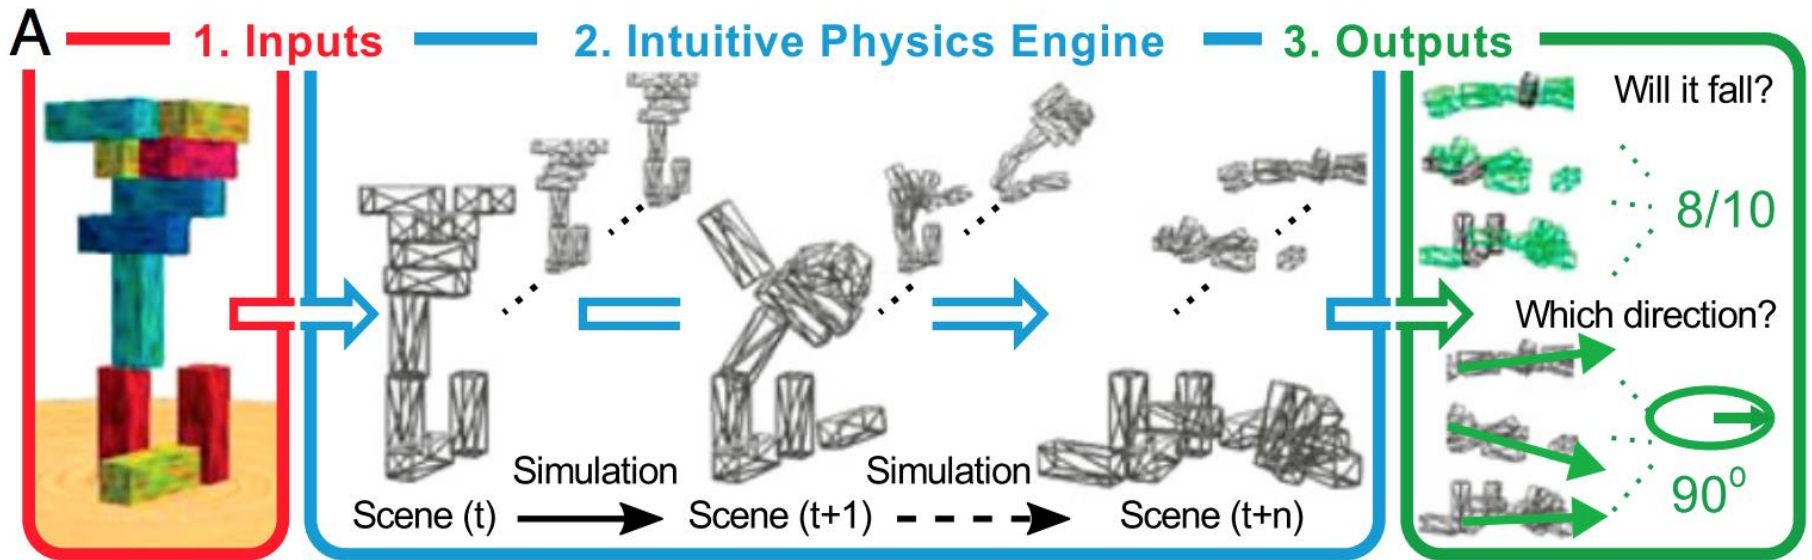 A
1. Inputs
2. Intuitive Physics Engine
3. Outputs
Will it fall?
8/10
Which direction?
90⁰
Simulation
Simulation
Scene (t)
Scene (t+1)
Scene (t+n)